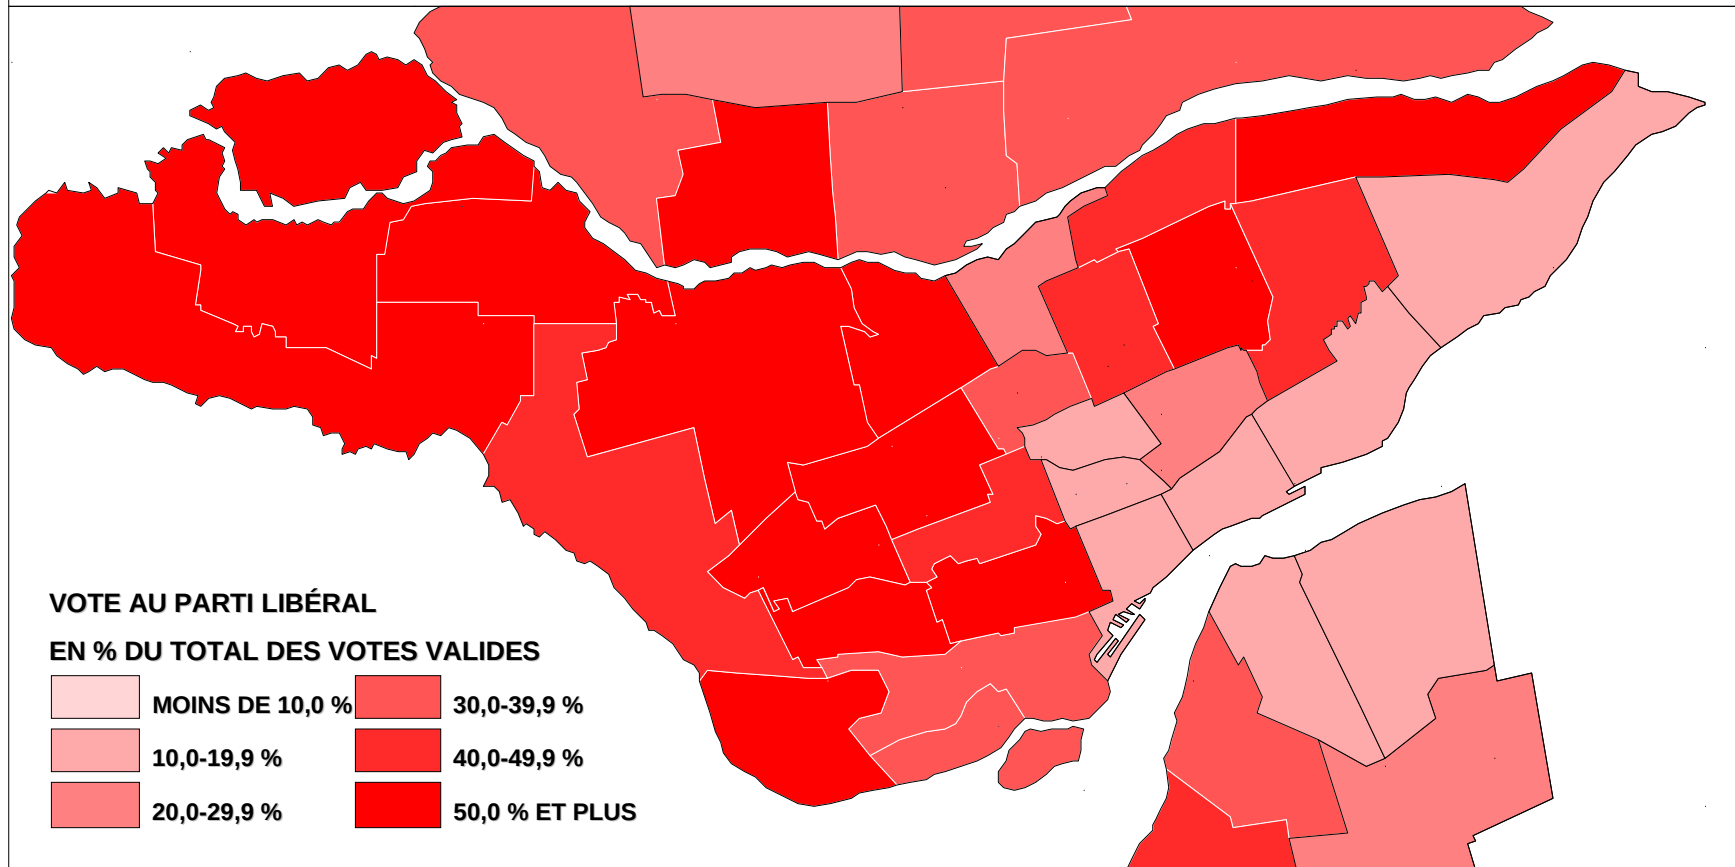 VOTE AU PARTI LIBÉRAL
EN % DU TOTAL DES VOTES VALIDES
MOINS DE 10,0 %
10,0-19,9 %
20,0-29,9 %
30,0-39,9 %
40,0-49,9 %
50,0 % ET PLUS